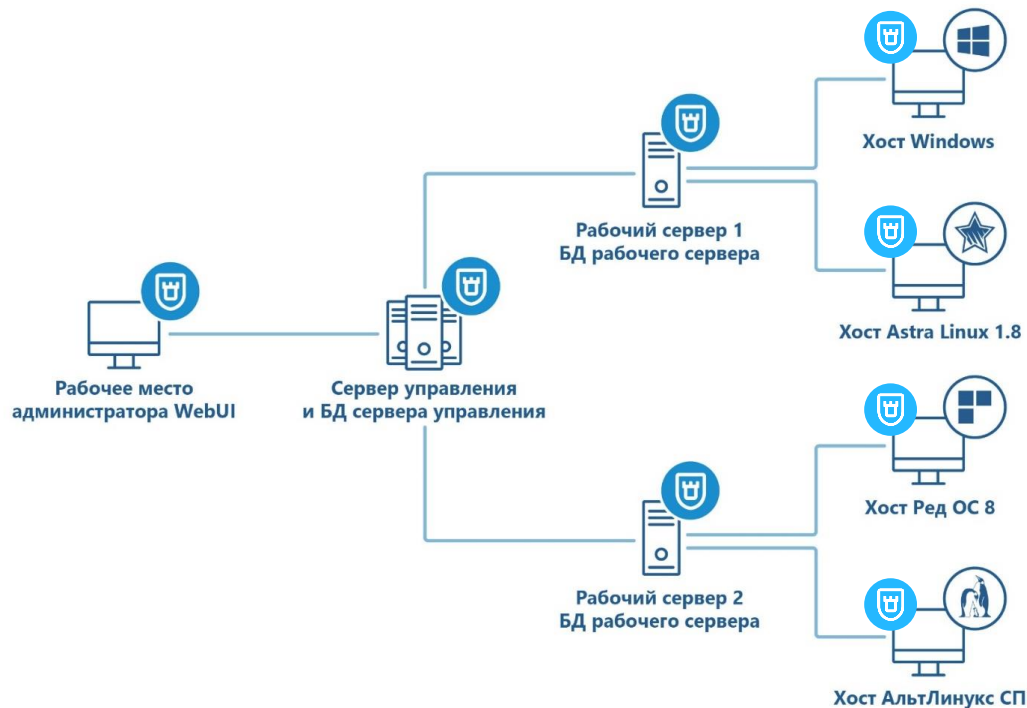 Хост Windows
Рабочий сервер 1
БД рабочего сервера
Хост Astra Linux 1.8
Рабочее место
администратора WebUI
Сервер управления
и БД сервера управления
Хост Ред ОС 8
Рабочий сервер 2
БД рабочего сервера
Хост АльтЛинукс СП